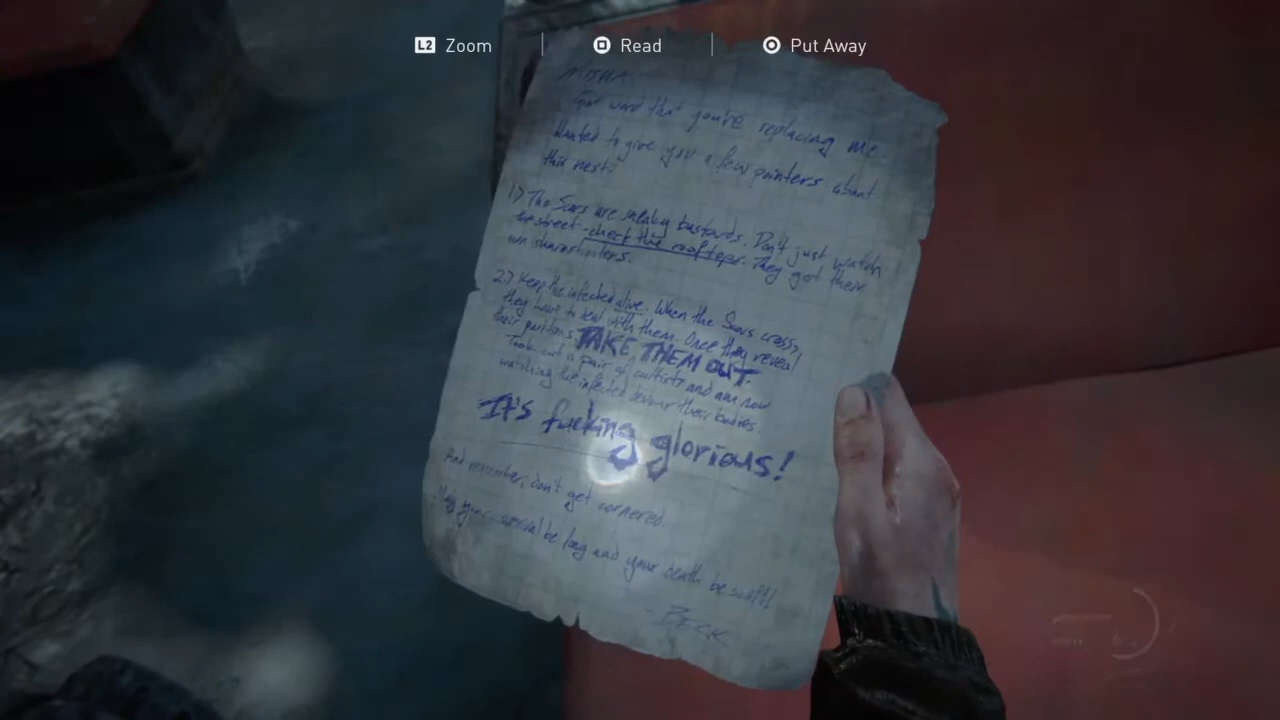 L2 Zoom
Read
Put Away
MISHA
Got word that you're replacing me.
Wanted to give you a few pointers about
this nest:
1) The Scars are sneaky bastards. Don't just watch
the street - check the rooftops. They got their
own sharpshooters.
2) Keep the infected alive. When the Scars cross,
they have to deal with them. Once they reveal
their positions, TAKE THEM OUT.
Took out a pair of cultists and am now
watching the infected devour their bodies.
It's fucking glorious!
And remember, don't get cornered.
May your survival be long and your death be swift!
- BECK